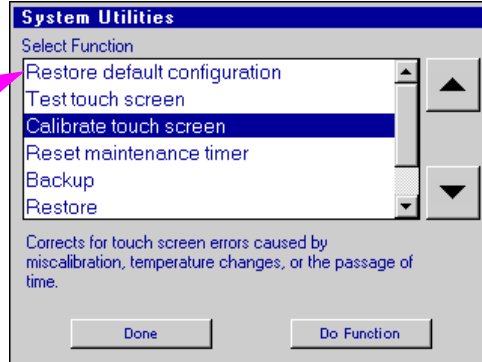 System Utilities
Select Function
Restore default configuration
Test touch screen
Calibrate touch screen
Reset maintenance timer
Backup
Restore
Corrects for touch screen errors caused by
miscalibration, temperature changes, or the passage of
time.
Done
Do Function